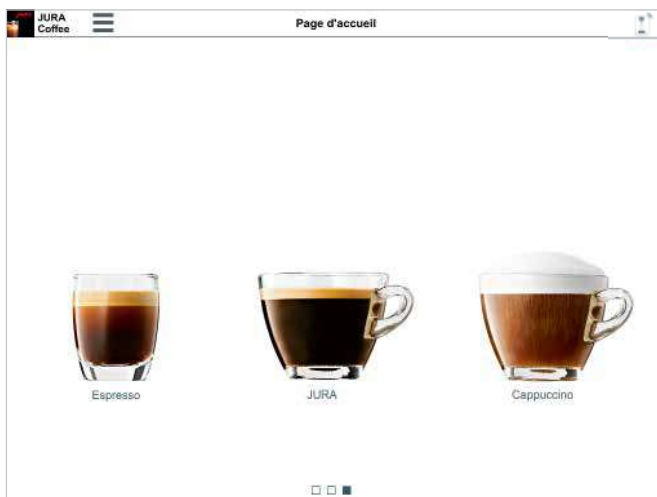 JURA
Coffee
Page d'accueil
Espresso
JURA
Cappuccino